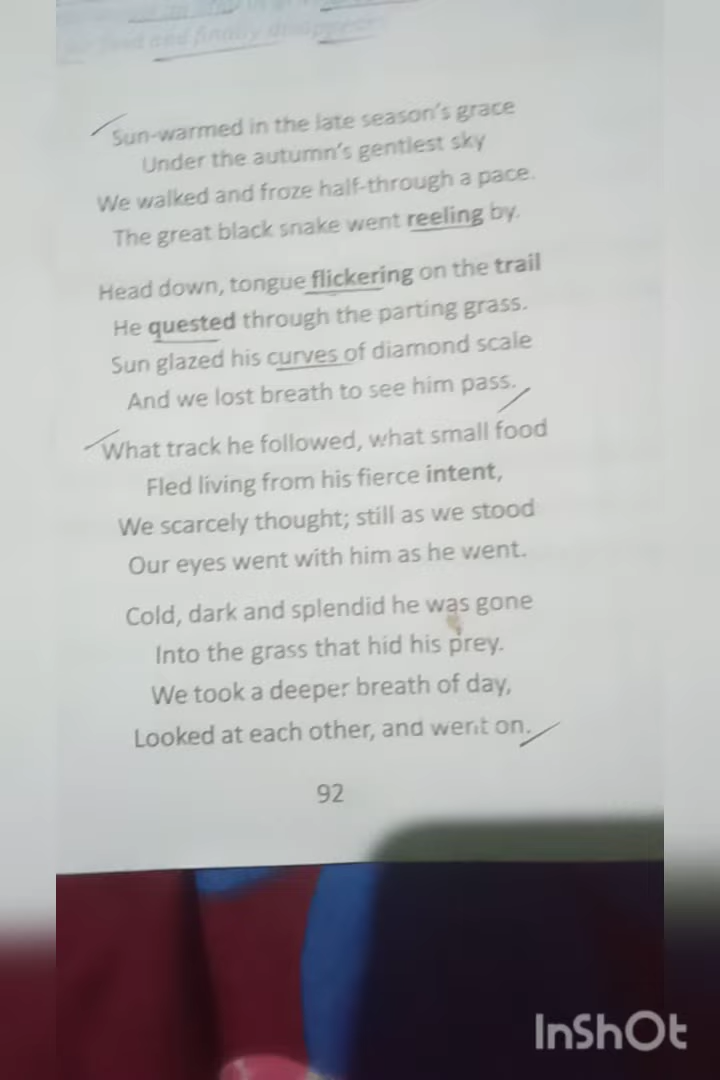 and finally disappears
Sun-warmed in the late season's grace
Under the autumn's gentlest sky
We walked and froze half-through a pace.
The great black snake went reeling by.
Head down, tongue flickering on the trail
He quested through the parting grass.
Sun glazed his curves of diamond scale
And we lost breath to see him pass.
What track he followed, what small food
Fled living from his fierce intent,
We scarcely thought; still as we stood
Our eyes went with him as he went.
Cold, dark and splendid he was gone
Into the grass that hid his prey.
We took a deeper breath of day,
Looked at each other, and went on.
92
InShOt